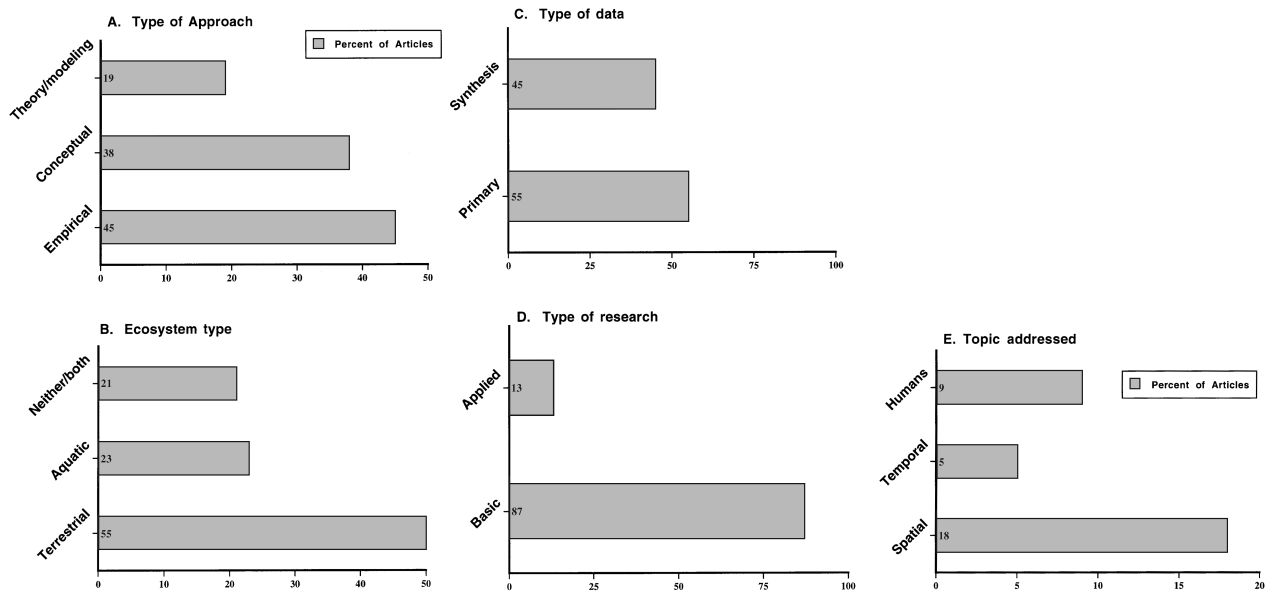 A. Type of Approach
Percent of Articles
Theory/modeling
19
Conceptual
38
Empirical
45
0 10 20 30 40 50
C. Type of data
Synthesis
45
Primary
55
0 25 50 75 100
B. Ecosystem type
Neither/both
21
Aquatic
23
Terrestrial
55
0 10 20 30 40 50
D. Type of research
Applied
13
Basic
87
0 25 50 75 100
E. Topic addressed
Percent of Articles
Humans
9
Temporal
5
Spatial
18
0 5 10 15 20